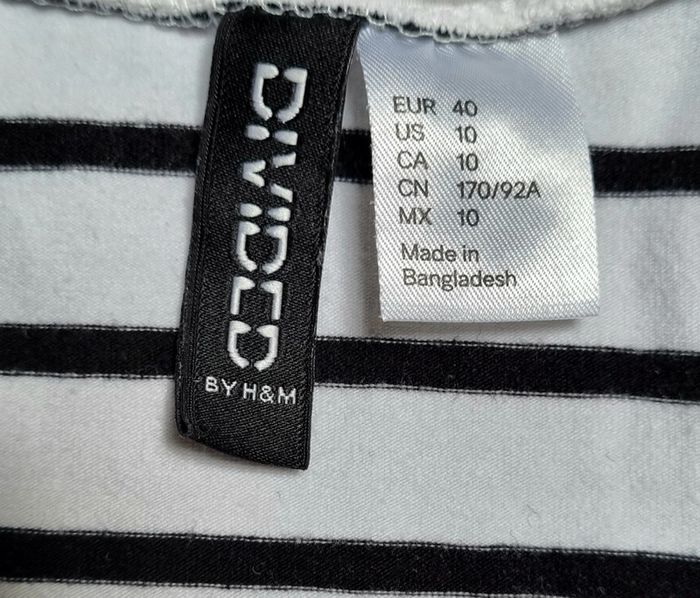 DIVIDED
BY H&M
EUR 40
US 10
CA 10
CN 170/92A
MX 10
Made in
Bangladesh